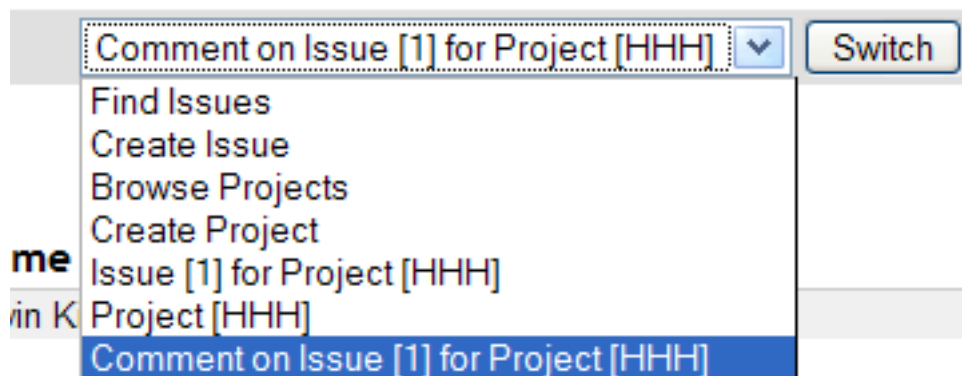 Comment on Issue [1] for Project [HHH] Switch
Find Issues
Create Issue
Browse Projects
Create Project
me
Issue [1] for Project [HHH]
vin K
Project [HHH]
Comment on Issue [1] for Project [HHH]